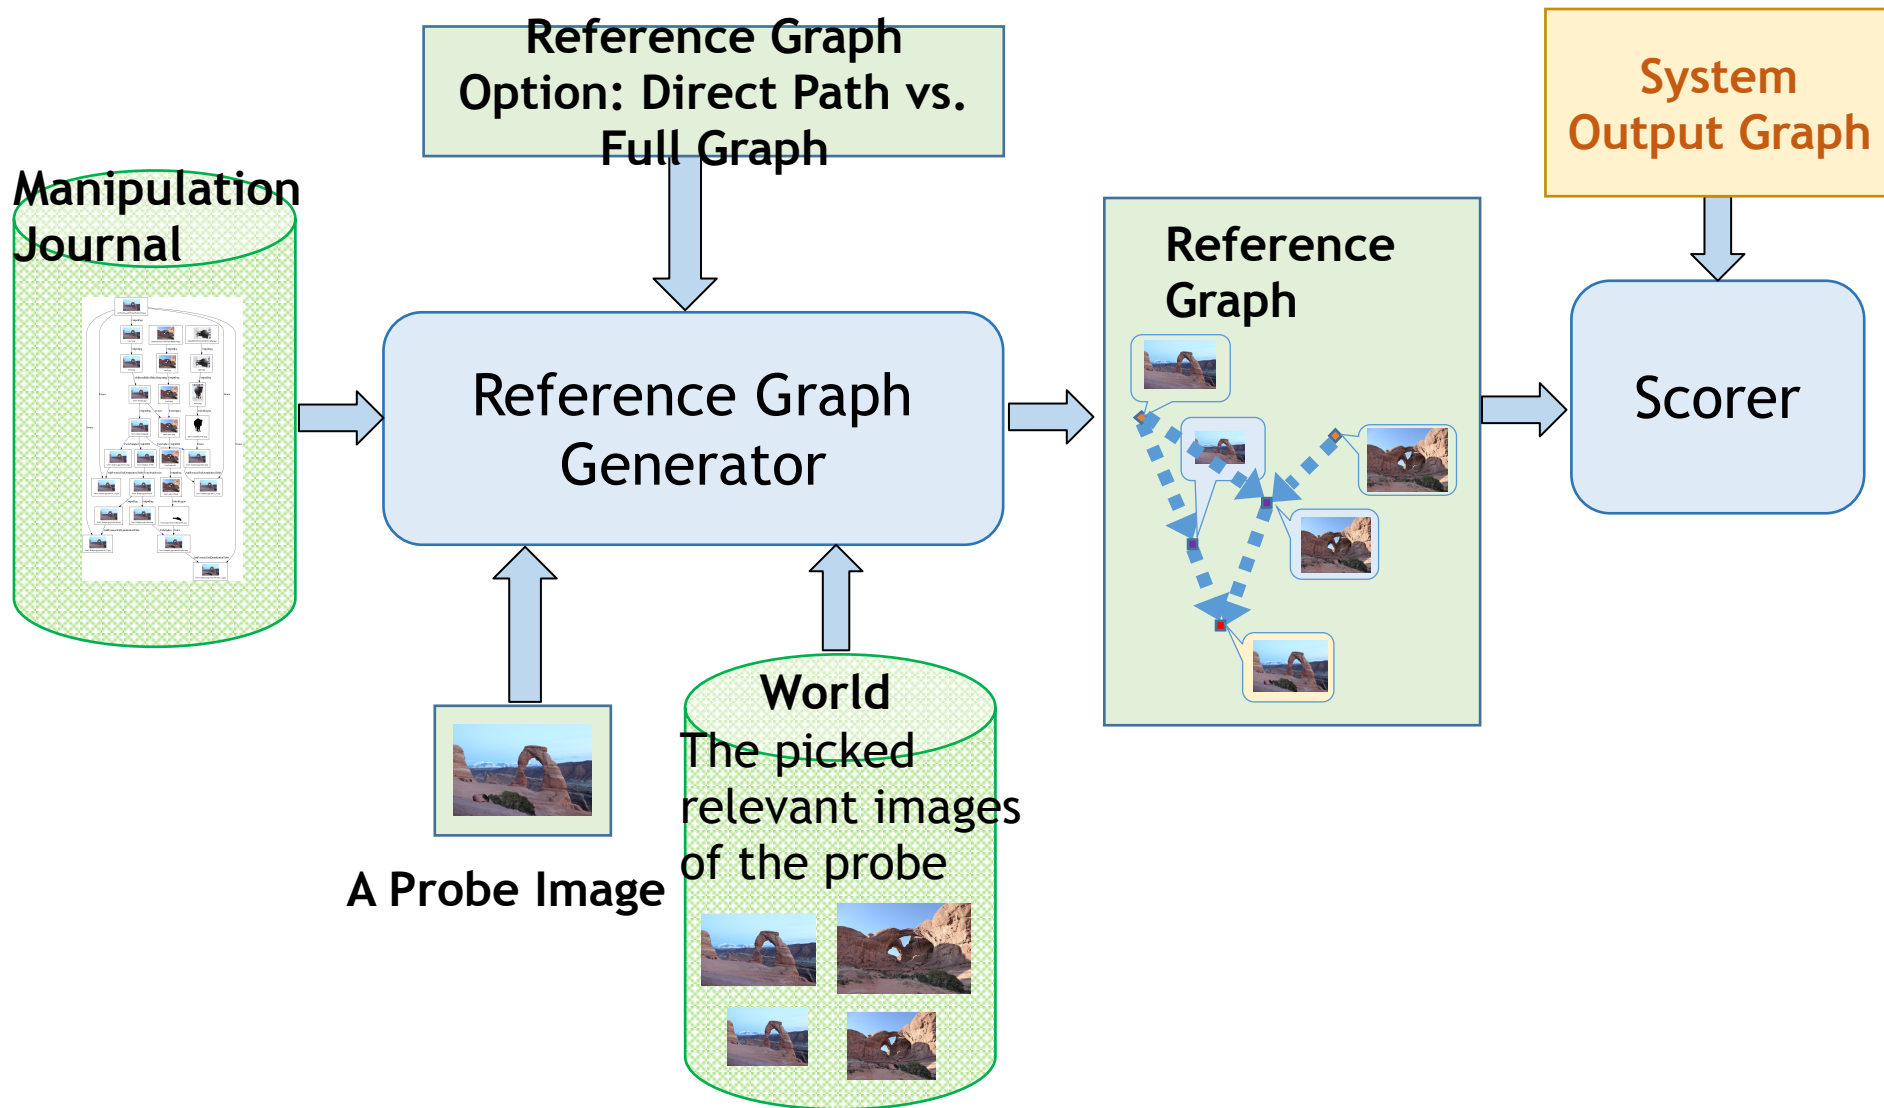 Reference Graph
Option: Direct Path vs.
Full Graph
System
Output Graph
Manipulation
Journal
Reference
Graph
Reference Graph
Generator
Scorer
A Probe Image
World
The picked
relevant images
of the probe